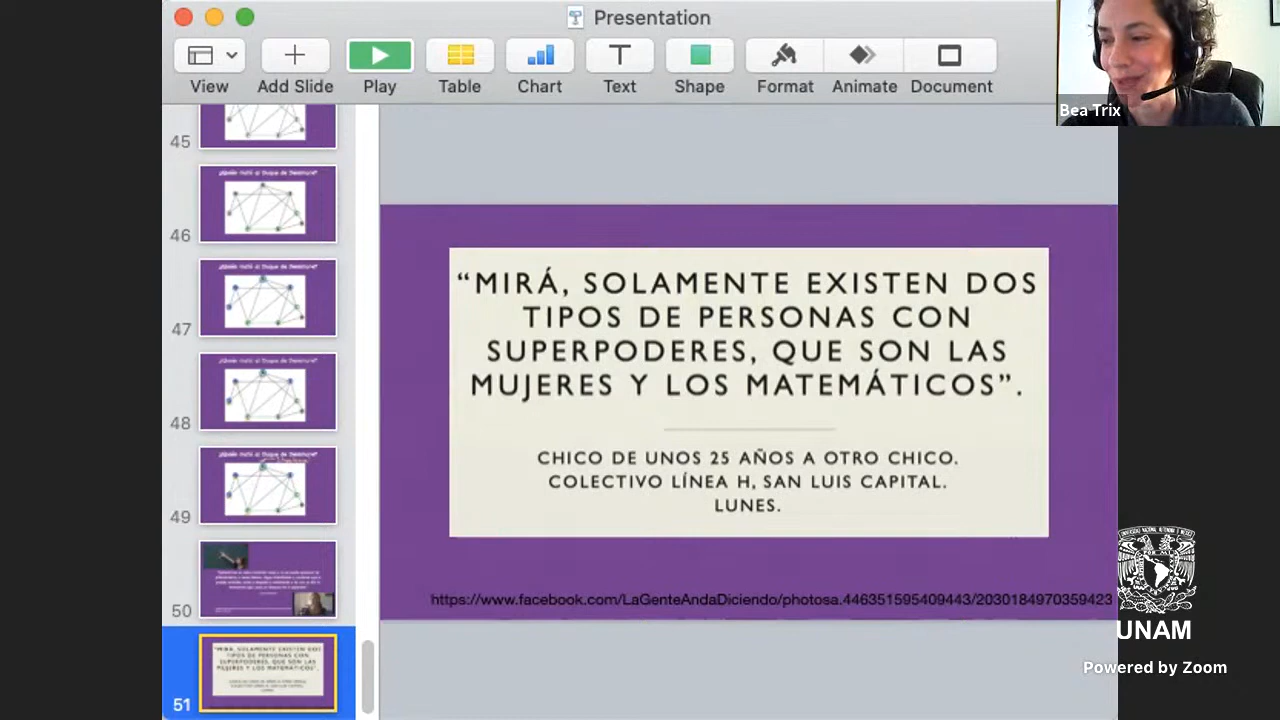 Presentation
View
Add Slide
Play
Table
Chart
Text
Shape
Format
Animate
Document
Bea Trix
45
46
47
48
49
50
51
“MIRÁ, SOLAMENTE EXISTEN DOS
TIPOS DE PERSONAS CON
SUPERPODERES, QUE SON LAS
MUJERES Y LOS MATEMÁTICOS”.
CHICO DE UNOS 25 AÑOS A OTRO CHICO.
COLECTIVO LÍNEA H, SAN LUIS CAPITAL.
LUNES.
https://www.facebook.com/LaGenteAndaDiciendo/photosa.446351595409443/2030184970359423
UNAM
Powered by Zoom